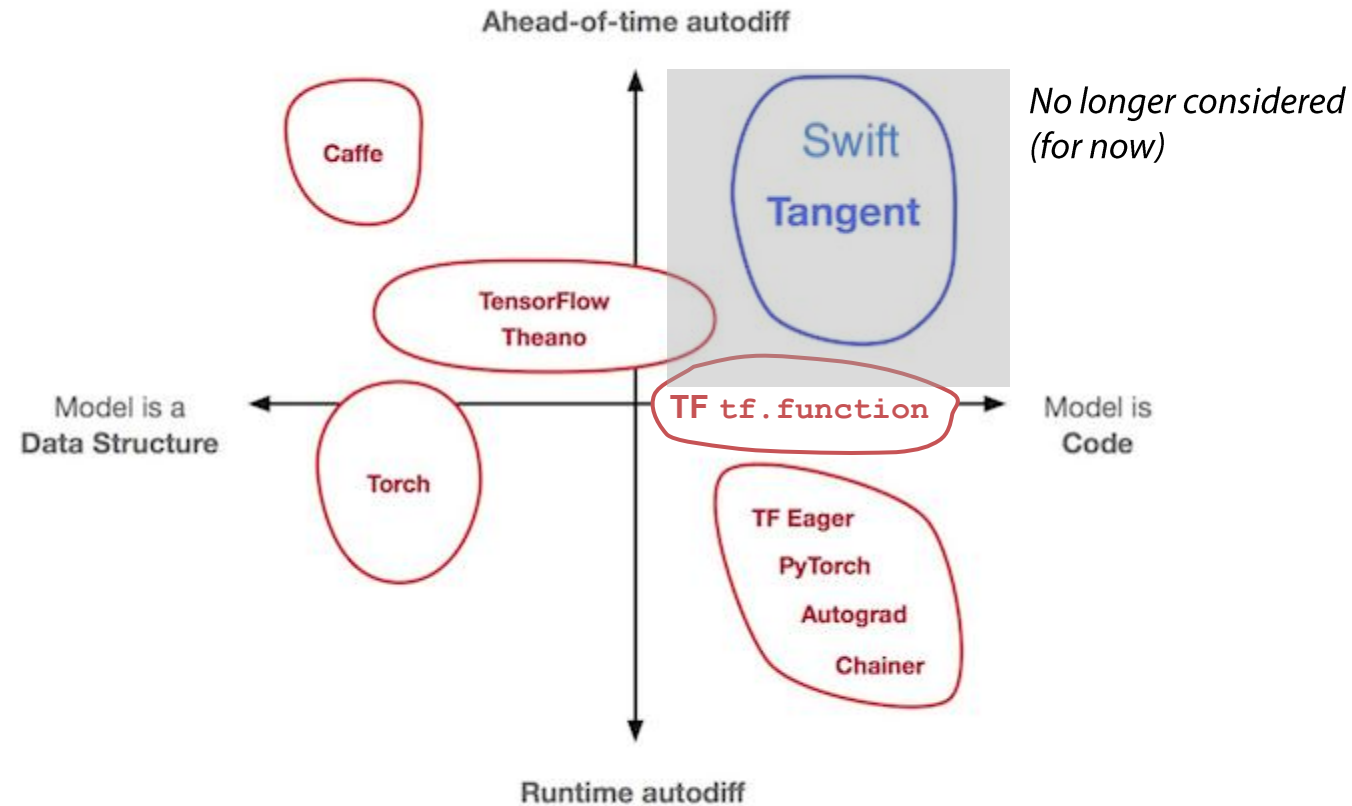 Ahead-of-time autodiff
No longer considered
(for now)
Caffe
Swift
Tangent
TensorFlow
Theano
Model is a
Data Structure
TF tf.function
Model is
Code
Torch
TF Eager
PyTorch
Autograd
Chainer
Runtime autodiff